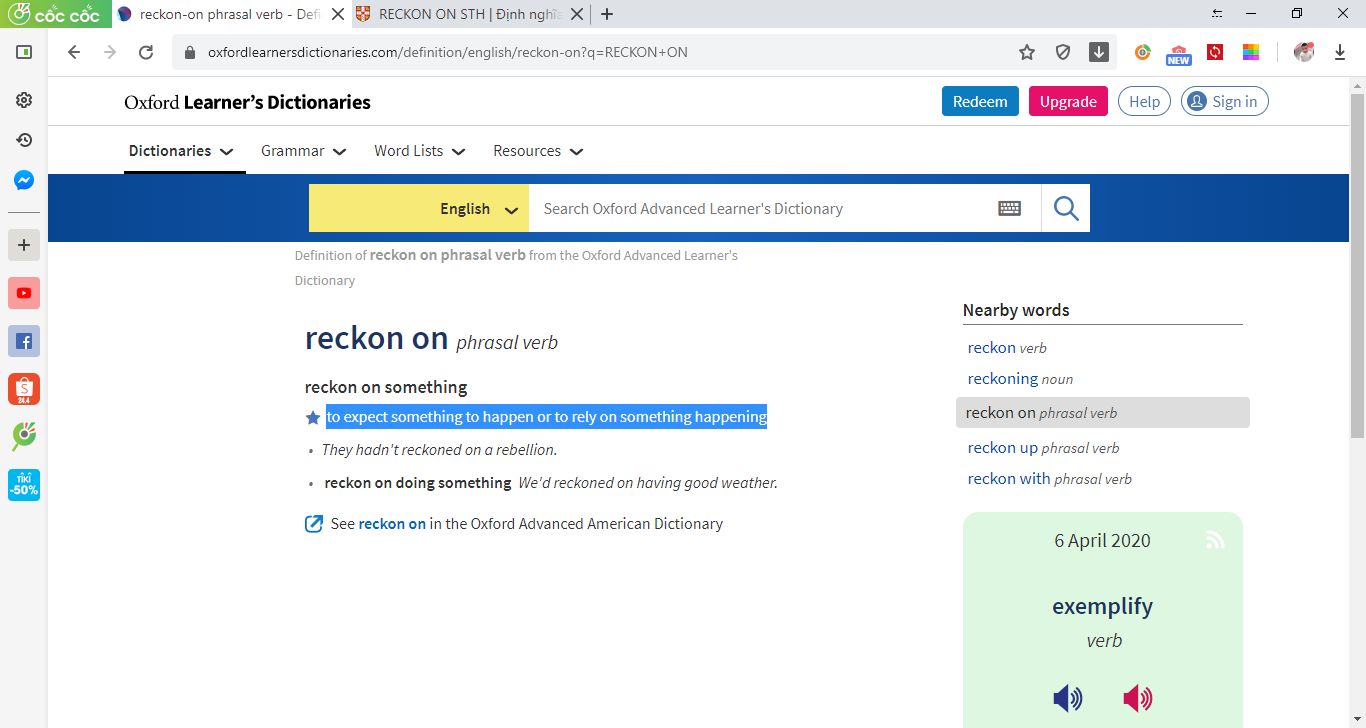 cốc cốc
reckon-on phrasal verb - Defi
RECKON ON STH | Định nghĩa
oxfordlearnersdictionaries.com/definition/english/reckon-on?q=RECKON+ON
NEW
Oxford Learner's Dictionaries
Redeem
Upgrade
Help
Sign in
Dictionaries
Grammar
Word Lists
Resources
English
Search Oxford Advanced Learner's Dictionary
Definition of reckon on phrasal verb from the Oxford Advanced Learner's
Dictionary
reckon on phrasal verb
reckon on something
to expect something to happen or to rely on something happening
• They hadn't reckoned on a rebellion.
• reckon on doing something We'd reckoned on having good weather.
See reckon on in the Oxford Advanced American Dictionary
Nearby words
reckon verb
reckoning noun
reckon on phrasal verb
reckon up phrasal verb
reckon with phrasal verb
6 April 2020
exemplify
verb
24.4
TIKI
-50%